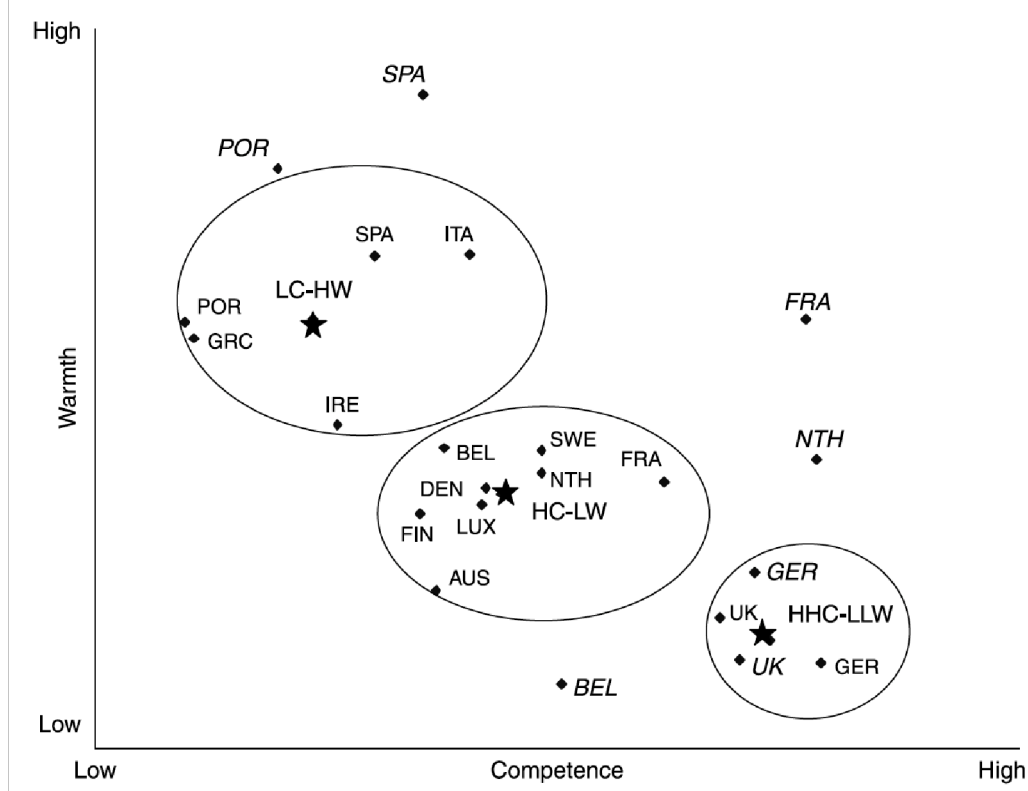 High
SPA
POR
SPA
ITA
LC-HW
FRA
POR
GRC
Warmth
IRE
NTH
SWE
BEL
FRA
NTH
DEN
HC-LW
LUX
FIN
AUS
GER
UK
HHC-LLW
UK
GER
BEL
Low
Low
Competence
High